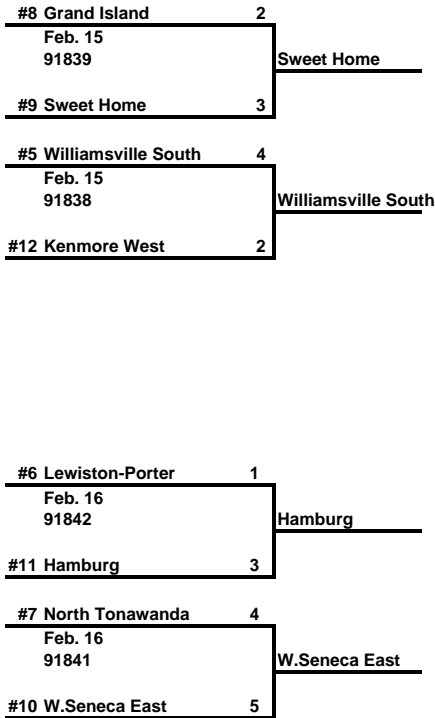 #8 Grand Island 2
Feb. 15
91839 Sweet Home
#9 Sweet Home 3
#5 Williamsville South 4
Feb. 15
91838 Williamsville South
#12 Kenmore West 2
#6 Lewiston-Porter 1
Feb. 16
91842 Hamburg
#11 Hamburg 3
#7 North Tonawanda 4
Feb. 16
91841 W.Seneca East
#10 W.Seneca East 5